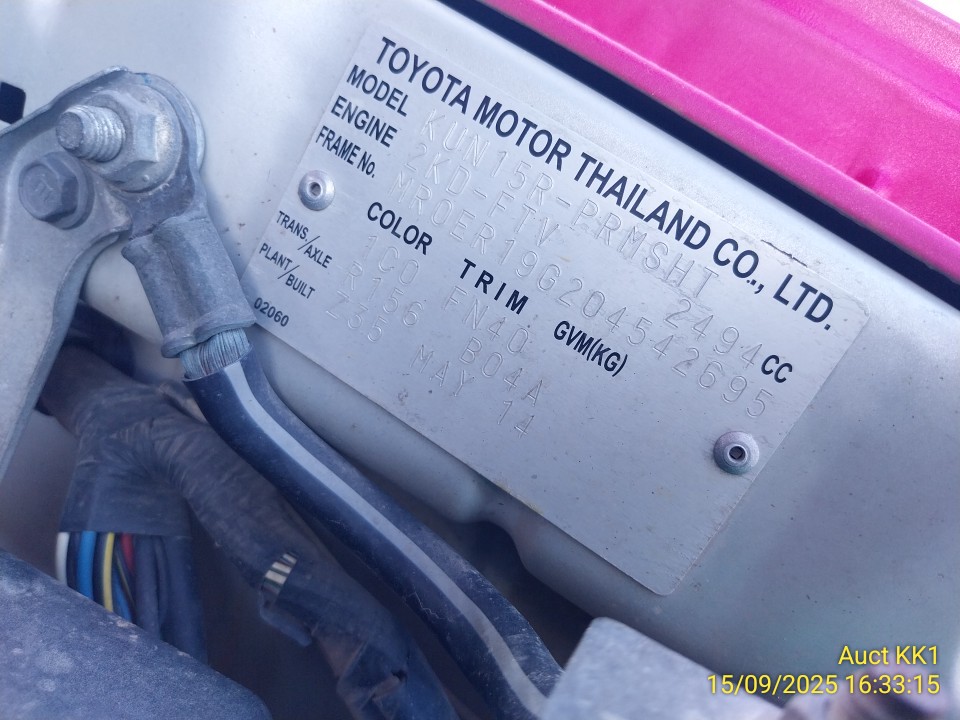 TOYOTA MOTOR THAILAND CO., LTD.
MODEL KUN15R-PRMSHT
ENGINE 2KD-FTV 2494 CC
FRAME No. MR0ER19G204542695
COLOR TRIM GVM(KG)
1C0 FN40
TRANS/AXLE R156 B04A
PLANT/BUILT Z35 MAY 14
02060
Auct KK1
15/09/2025 16:33:15